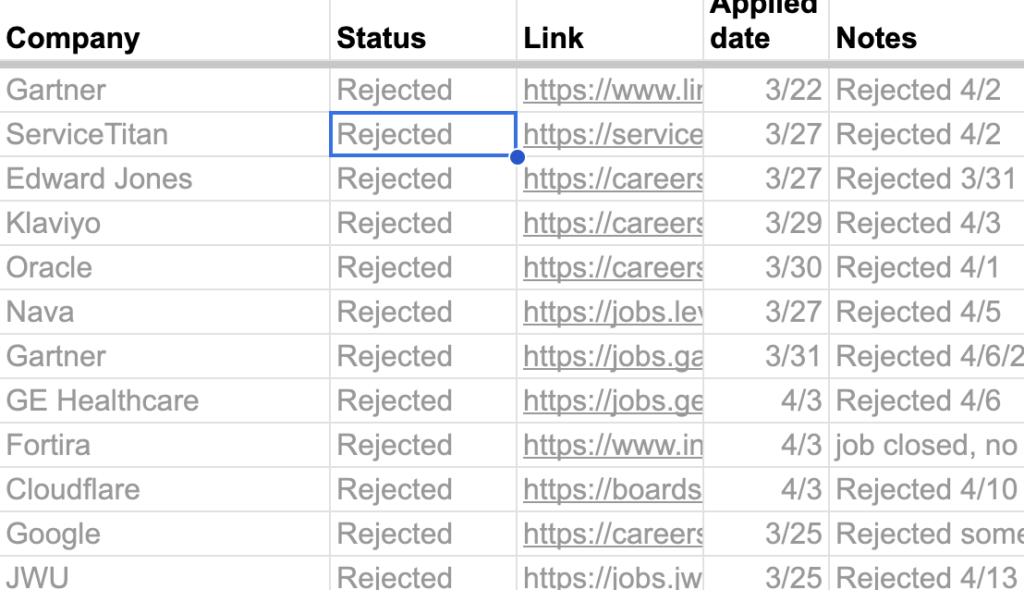 Applied
Company Status Link date Notes
Gartner Rejected https://www.lin 3/22 Rejected 4/2
ServiceTitan Rejected https://service 3/27 Rejected 4/2
Edward Jones Rejected https://careers 3/27 Rejected 3/31
Klaviyo Rejected https://careers 3/29 Rejected 4/3
Oracle Rejected https://careers 3/30 Rejected 4/1
Nava Rejected https://jobs.lev 3/27 Rejected 4/5
Gartner Rejected https://jobs.ga 3/31 Rejected 4/6/2
GE Healthcare Rejected https://jobs.ge 4/3 Rejected 4/6
Fortira Rejected https://www.in 4/3 job closed, no
Cloudflare Rejected https://boards 4/3 Rejected 4/10
Google Rejected https://careers 3/25 Rejected some
JWU Rejected https://jobs.jw 3/25 Rejected 4/13